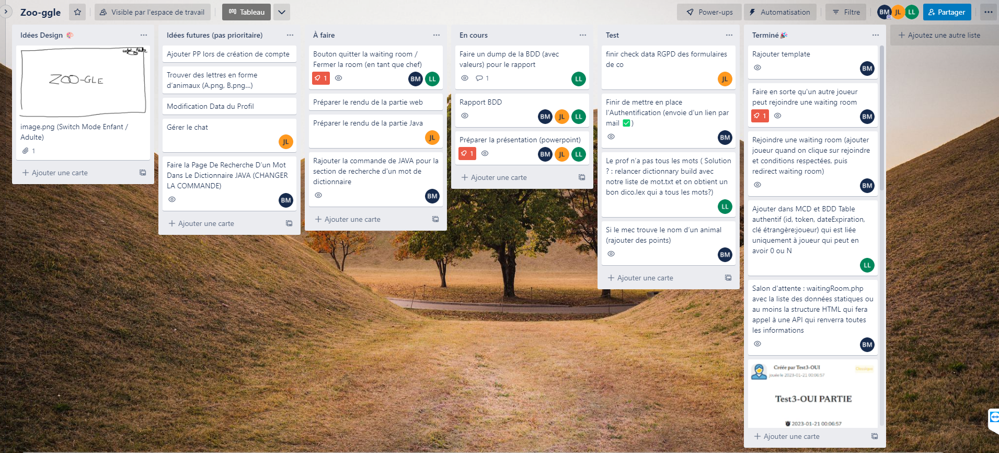 Zoo-ggle
Visible par l'espace de travail
Tableau
Power-ups
Automatisation
Filtre
BM
JL
LL
Partager
Idées Design
ZOO-GLE
image.png (Switch Mode Enfant /
Adulte)
1
Ajouter une carte
Idées futures (pas prioritaire)
Ajouter PP lors de création de compte
Trouver des lettres en forme
d'animaux (A.png, B.png...)
Modification Data du Profil
Gérer le chat
JL
Faire la Page De Recherche D'un Mot
Dans Le Dictionnaire JAVA (CHANGER
LA COMMANDE)
BM
Ajouter une carte
À faire
Bouton quitter la waiting room /
Fermer la room (en tant que chef)
1
BM
LL
Préparer le rendu de la partie web
Préparer le rendu de la partie Java
JL
Rajouter la commande de JAVA pour la
section de recherche d'un mot de
dictionnaire
BM
Ajouter une carte
En cours
Faire un dump de la BDD (avec
valeurs) pour le rapport
1
LL
Rapport BDD
BM
JL
LL
Préparer la présentation (powerpoint)
1
BM
JL
LL
Ajouter une carte
Test
finir check data RGPD des formulaires
de co
JL
Finir de mettre en place
l'Authentification (envoie d'un lien par
mail ✅)
BM
Le prof n'a pas tous les mots ( Solution
? : relancer dictionnary build avec
notre liste de mot.txt et on obtient un
bon dico.lex qui a tous les mots?)
LL
Si le mec trouve le nom d'un animal
(rajouter des points)
BM
Ajouter une carte
Terminé
Rajouter template
BM
Faire en sorte qu'un autre joueur
peut rejoindre une waiting room
1
BM
Rejoindre une waiting room (ajouter
joueur quand on clique sur rejoindre
et conditions respectées, puis
redirect waiting room)
BM
Ajouter dans MCD et BDD Table
authentif (id, token, dateExpiration,
clé étrangère:joueur) qui est liée
uniquement à joueur qui peut en
avoir 0 ou N
LL
Salon d'attente : waitingRoom.php
avec la liste des données statiques ou
au moins la structure HTML qui fera
appel à une API qui renverra toutes
les informations
BM
Créée par Test3-OUI
Classique
jouée le 2023-01-21 00:06:57
Test3-OUI PARTIE
2023-01-21 00:06:57
Ajouter une carte
Ajoutez une autre liste